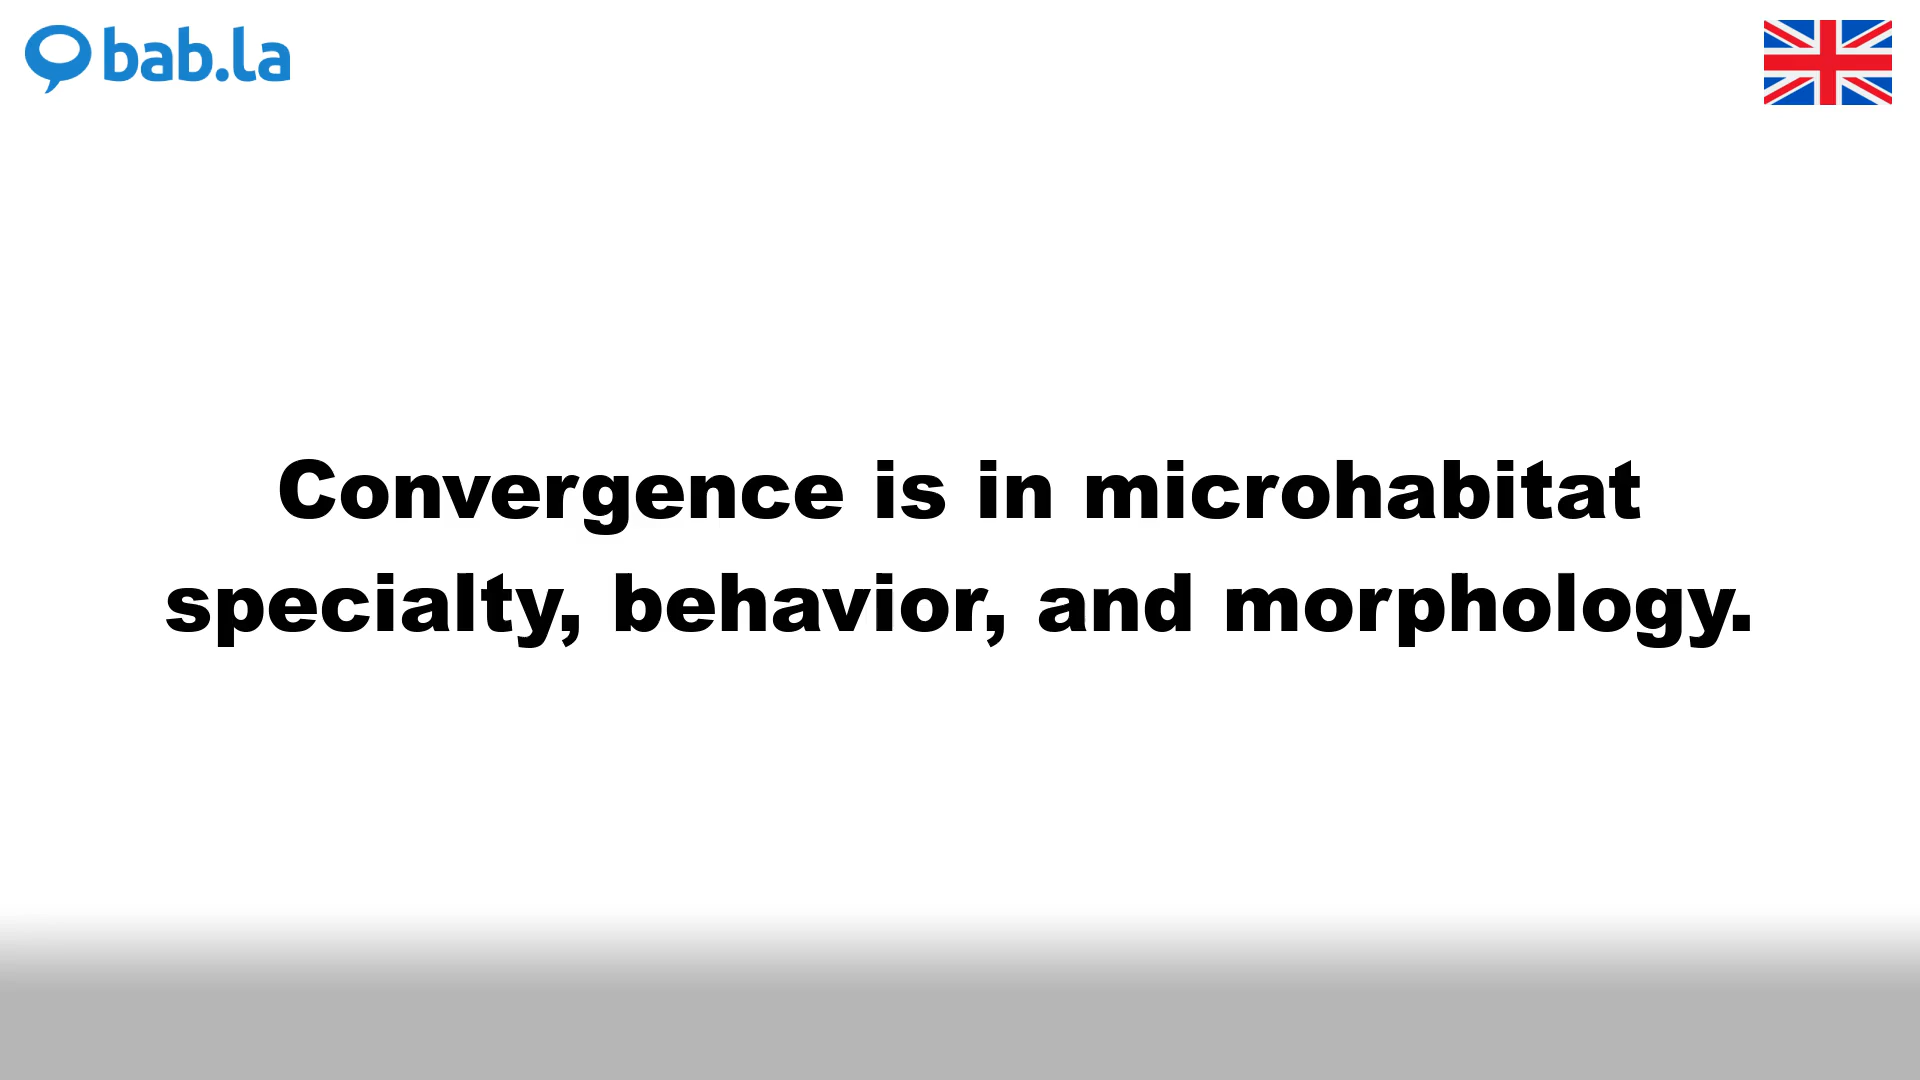 bab.la
Convergence is in microhabitat
specialty, behavior, and morphology.